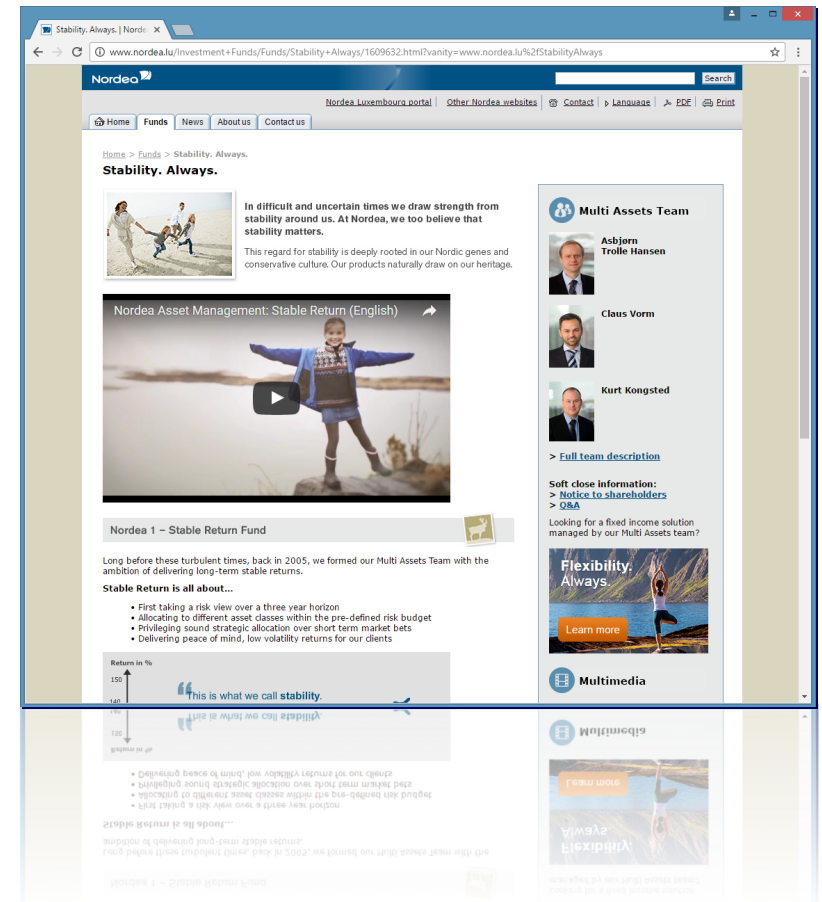 Stability. Always. | Norde
www.nordea.lu/Investment+Funds/Funds/Stability+Always/1609632.html?vanity=www.nordea.lu%2fStabilityAlways
Nordea
Search
Nordea Luxembourg portal | Other Nordea websites | Contact | Language | PDF | Print
Home Funds News About us Contact us
Home > Funds > Stability. Always.
Stability. Always.
In difficult and uncertain times we draw strength from
stability around us. At Nordea, we too believe that
stability matters.
This regard for stability is deeply rooted in our Nordic genes and
conservative culture. Our products naturally draw on our heritage.
Nordea Asset Management: Stable Return (English)
Nordea 1 – Stable Return Fund
Long before these turbulent times, back in 2005, we formed our Multi Assets Team with the
ambition of delivering long-term stable returns.
Stable Return is all about...
• First taking a risk view over a three year horizon
• Allocating to different asset classes within the pre-defined risk budget
• Privileging sound strategic allocation over short term market bets
• Delivering peace of mind, low volatility returns for our clients
Return in %
150
“This is what we call stability.
140
Multi Assets Team
Asbjørn
Trolle Hansen
Claus Vorm
Kurt Kongsted
> Full team description
Soft close information:
> Notice to shareholders
> Q&A
Looking for a fixed income solution
managed by our Multi Assets team?
Flexibility.
Always.
Learn more
Multimedia